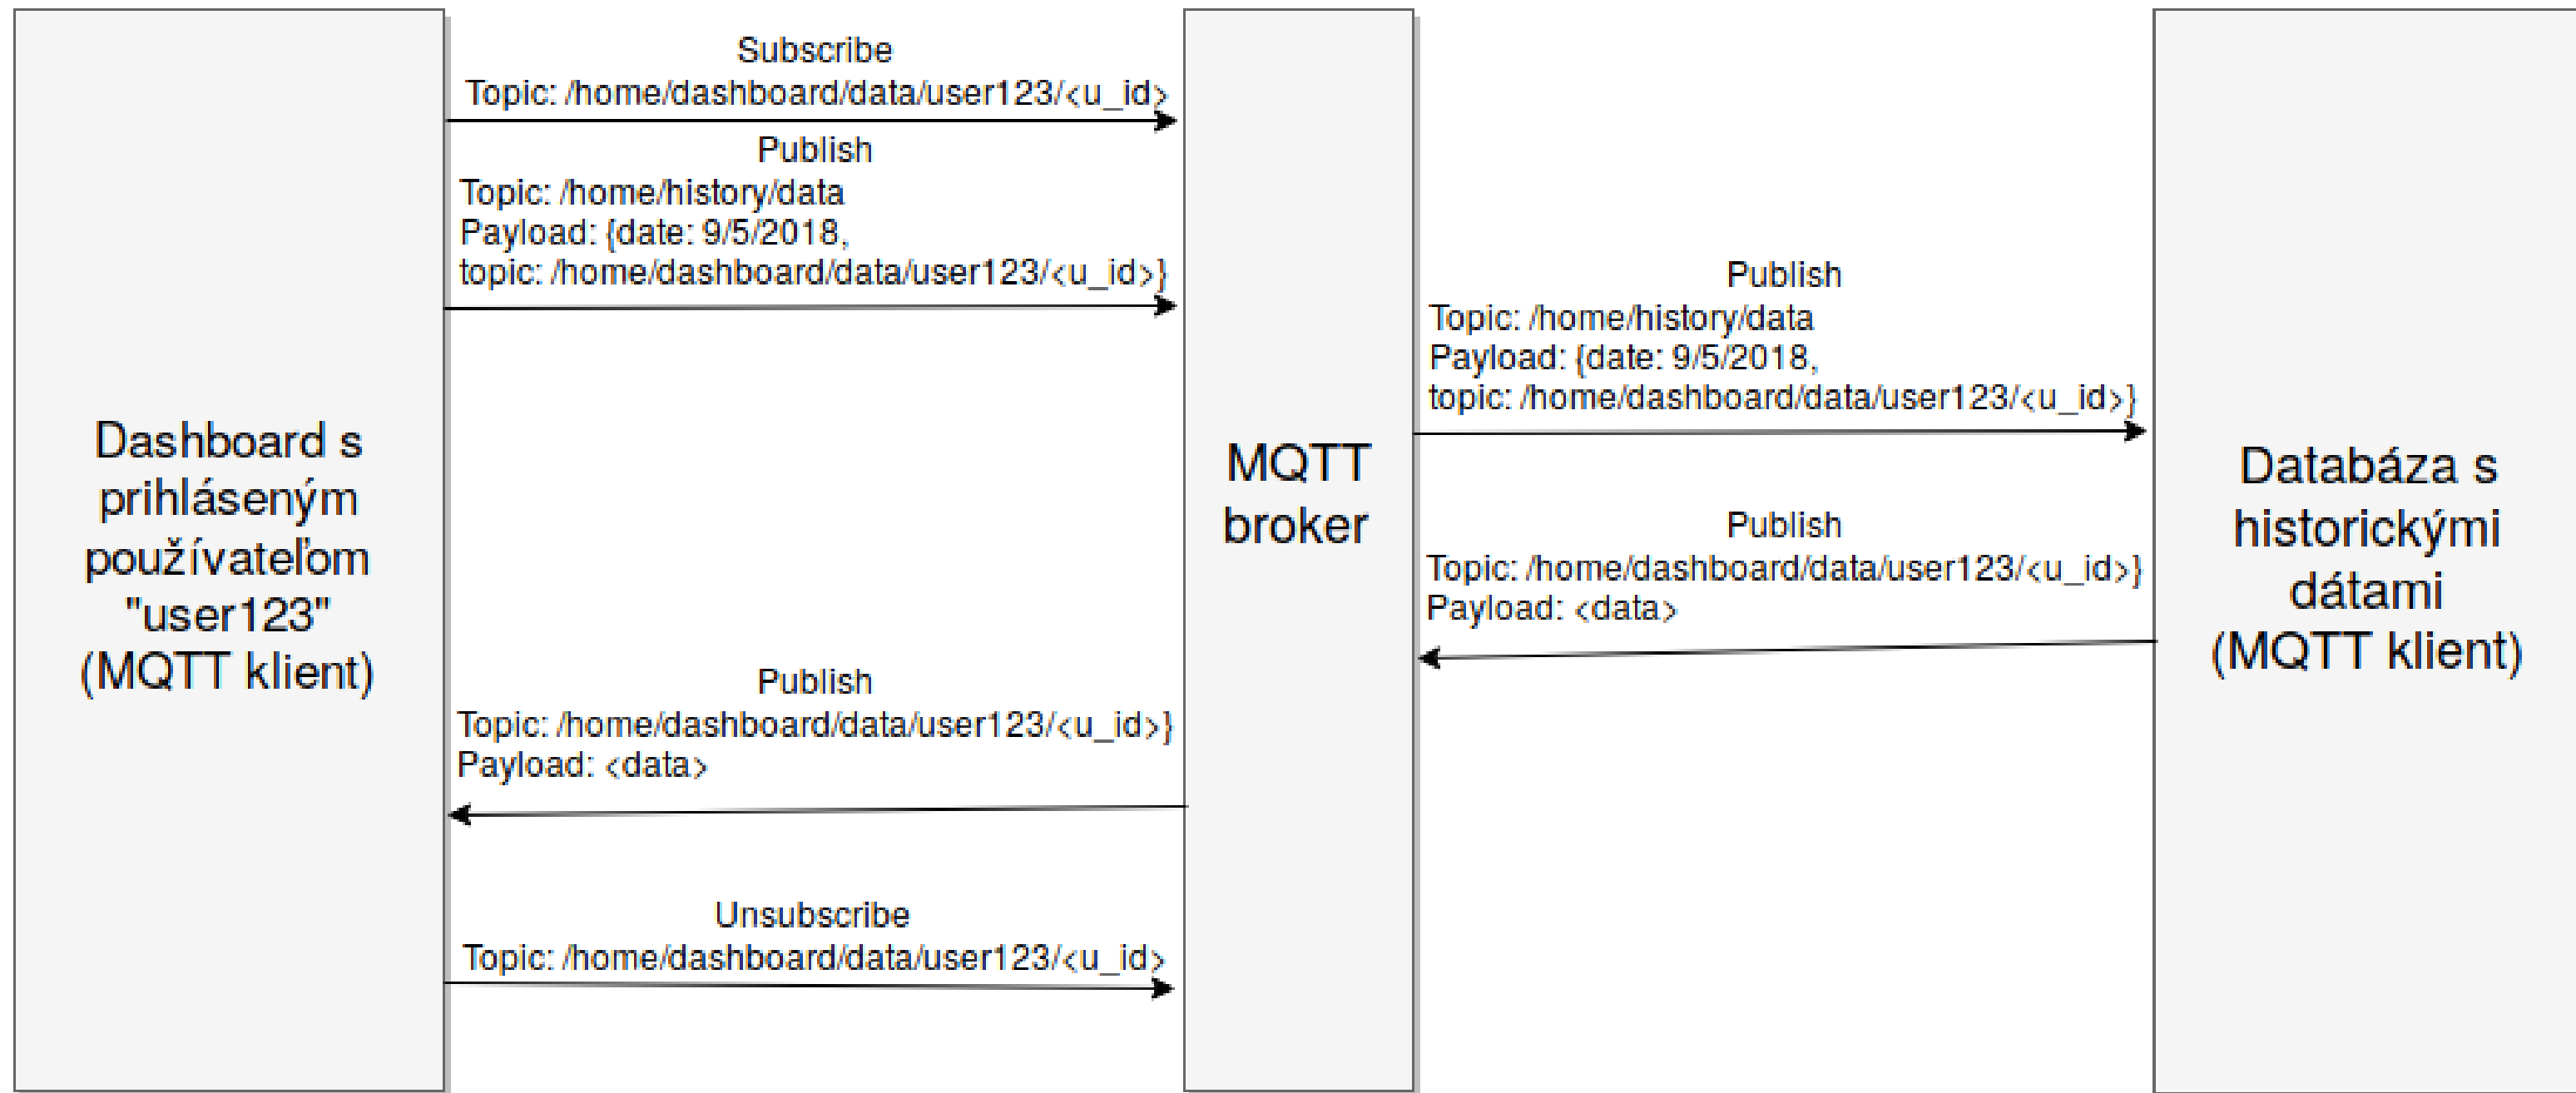 Dashboard s
prihláseným
používateľom
"user123"
(MQTT klient)
Subscribe
Topic: /home/dashboard/data/user123/<u_id>
Publish
Topic: /home/history/data
Payload: {date: 9/5/2018,
topic: /home/dashboard/data/user123/<u_id>}
Publish
Topic: /home/dashboard/data/user123/<u_id>}
Payload: <data>
Unsubscribe
Topic: /home/dashboard/data/user123/<u_id>
MQTT
broker
Publish
Topic: /home/history/data
Payload: {date: 9/5/2018,
topic: /home/dashboard/data/user123/<u_id>}
Publish
Topic: /home/dashboard/data/user123/<u_id>}
Payload: <data>
Databáza s
historickými
dátami
(MQTT klient)